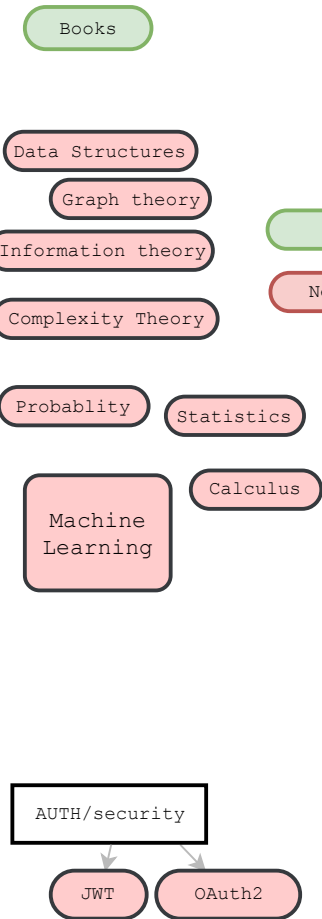 Books
Data Structures
Graph theory
Information theory
Complexity Theory
Probablity
Statistics
Calculus
Machine
Learning
AUTH/security
JWT
OAuth2